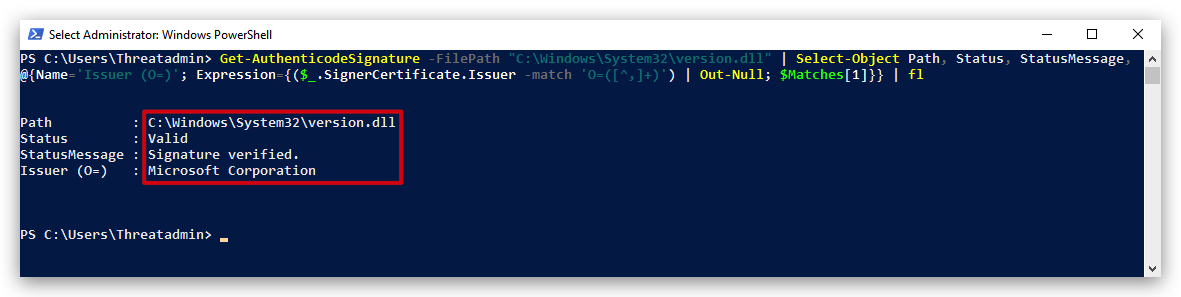 Select Administrator: Windows PowerShell
PS C:\Users\Threatadmin> Get-AuthenticodeSignature -FilePath "C:\Windows\System32\version.dll" | Select-Object Path, Status, StatusMessage,
@{Name='Issuer (O=)'; Expression={($_.SignerCertificate.Issuer -match 'O=([^,]+)') | Out-Null; $Matches[1]}} | fl
Path : C:\Windows\System32\version.dll
Status : Valid
StatusMessage : Signature verified.
Issuer (O=) : Microsoft Corporation
PS C:\Users\Threatadmin>